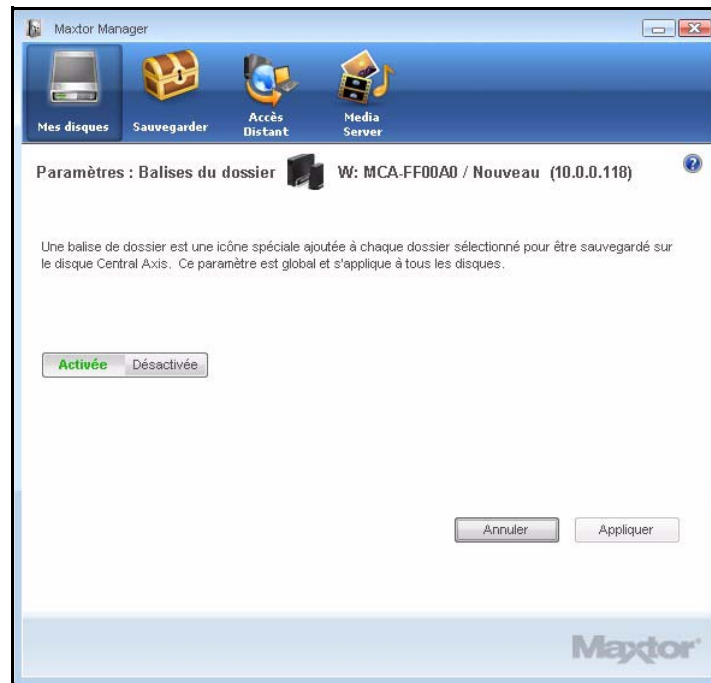 Maxtor Manager
Mes disques
Sauvegarder
Accès
Distant
Media
Server
Paramètres : Balises du dossier W: MCA-FF00A0 / Nouveau (10.0.0.118)
?
Une balise de dossier est une icône spéciale ajoutée à chaque dossier sélectionné pour être sauvegardé sur
le disque Central Axis. Ce paramètre est global et s'applique à tous les disques.
Activée Désactivée
Annuler Appliquer
Maxtor